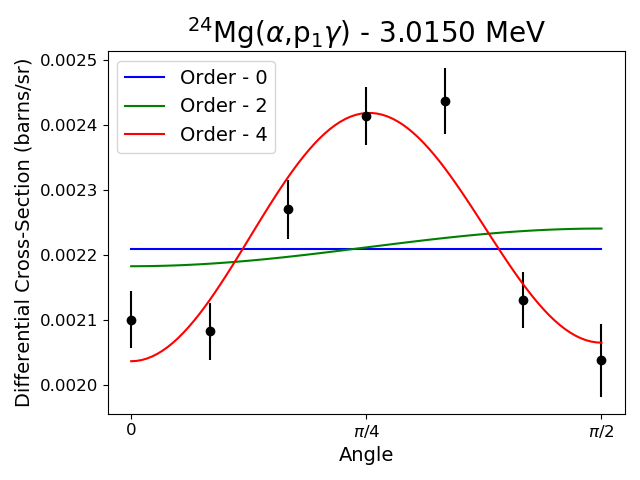 ²⁴Mg(α,p₁γ) - 3.0150 MeV
Differential Cross-Section (barns/sr)
0.0025
0.0024
0.0023
0.0022
0.0021
0.0020
Order - 0
Order - 2
Order - 4
0
π/4
π/2
Angle